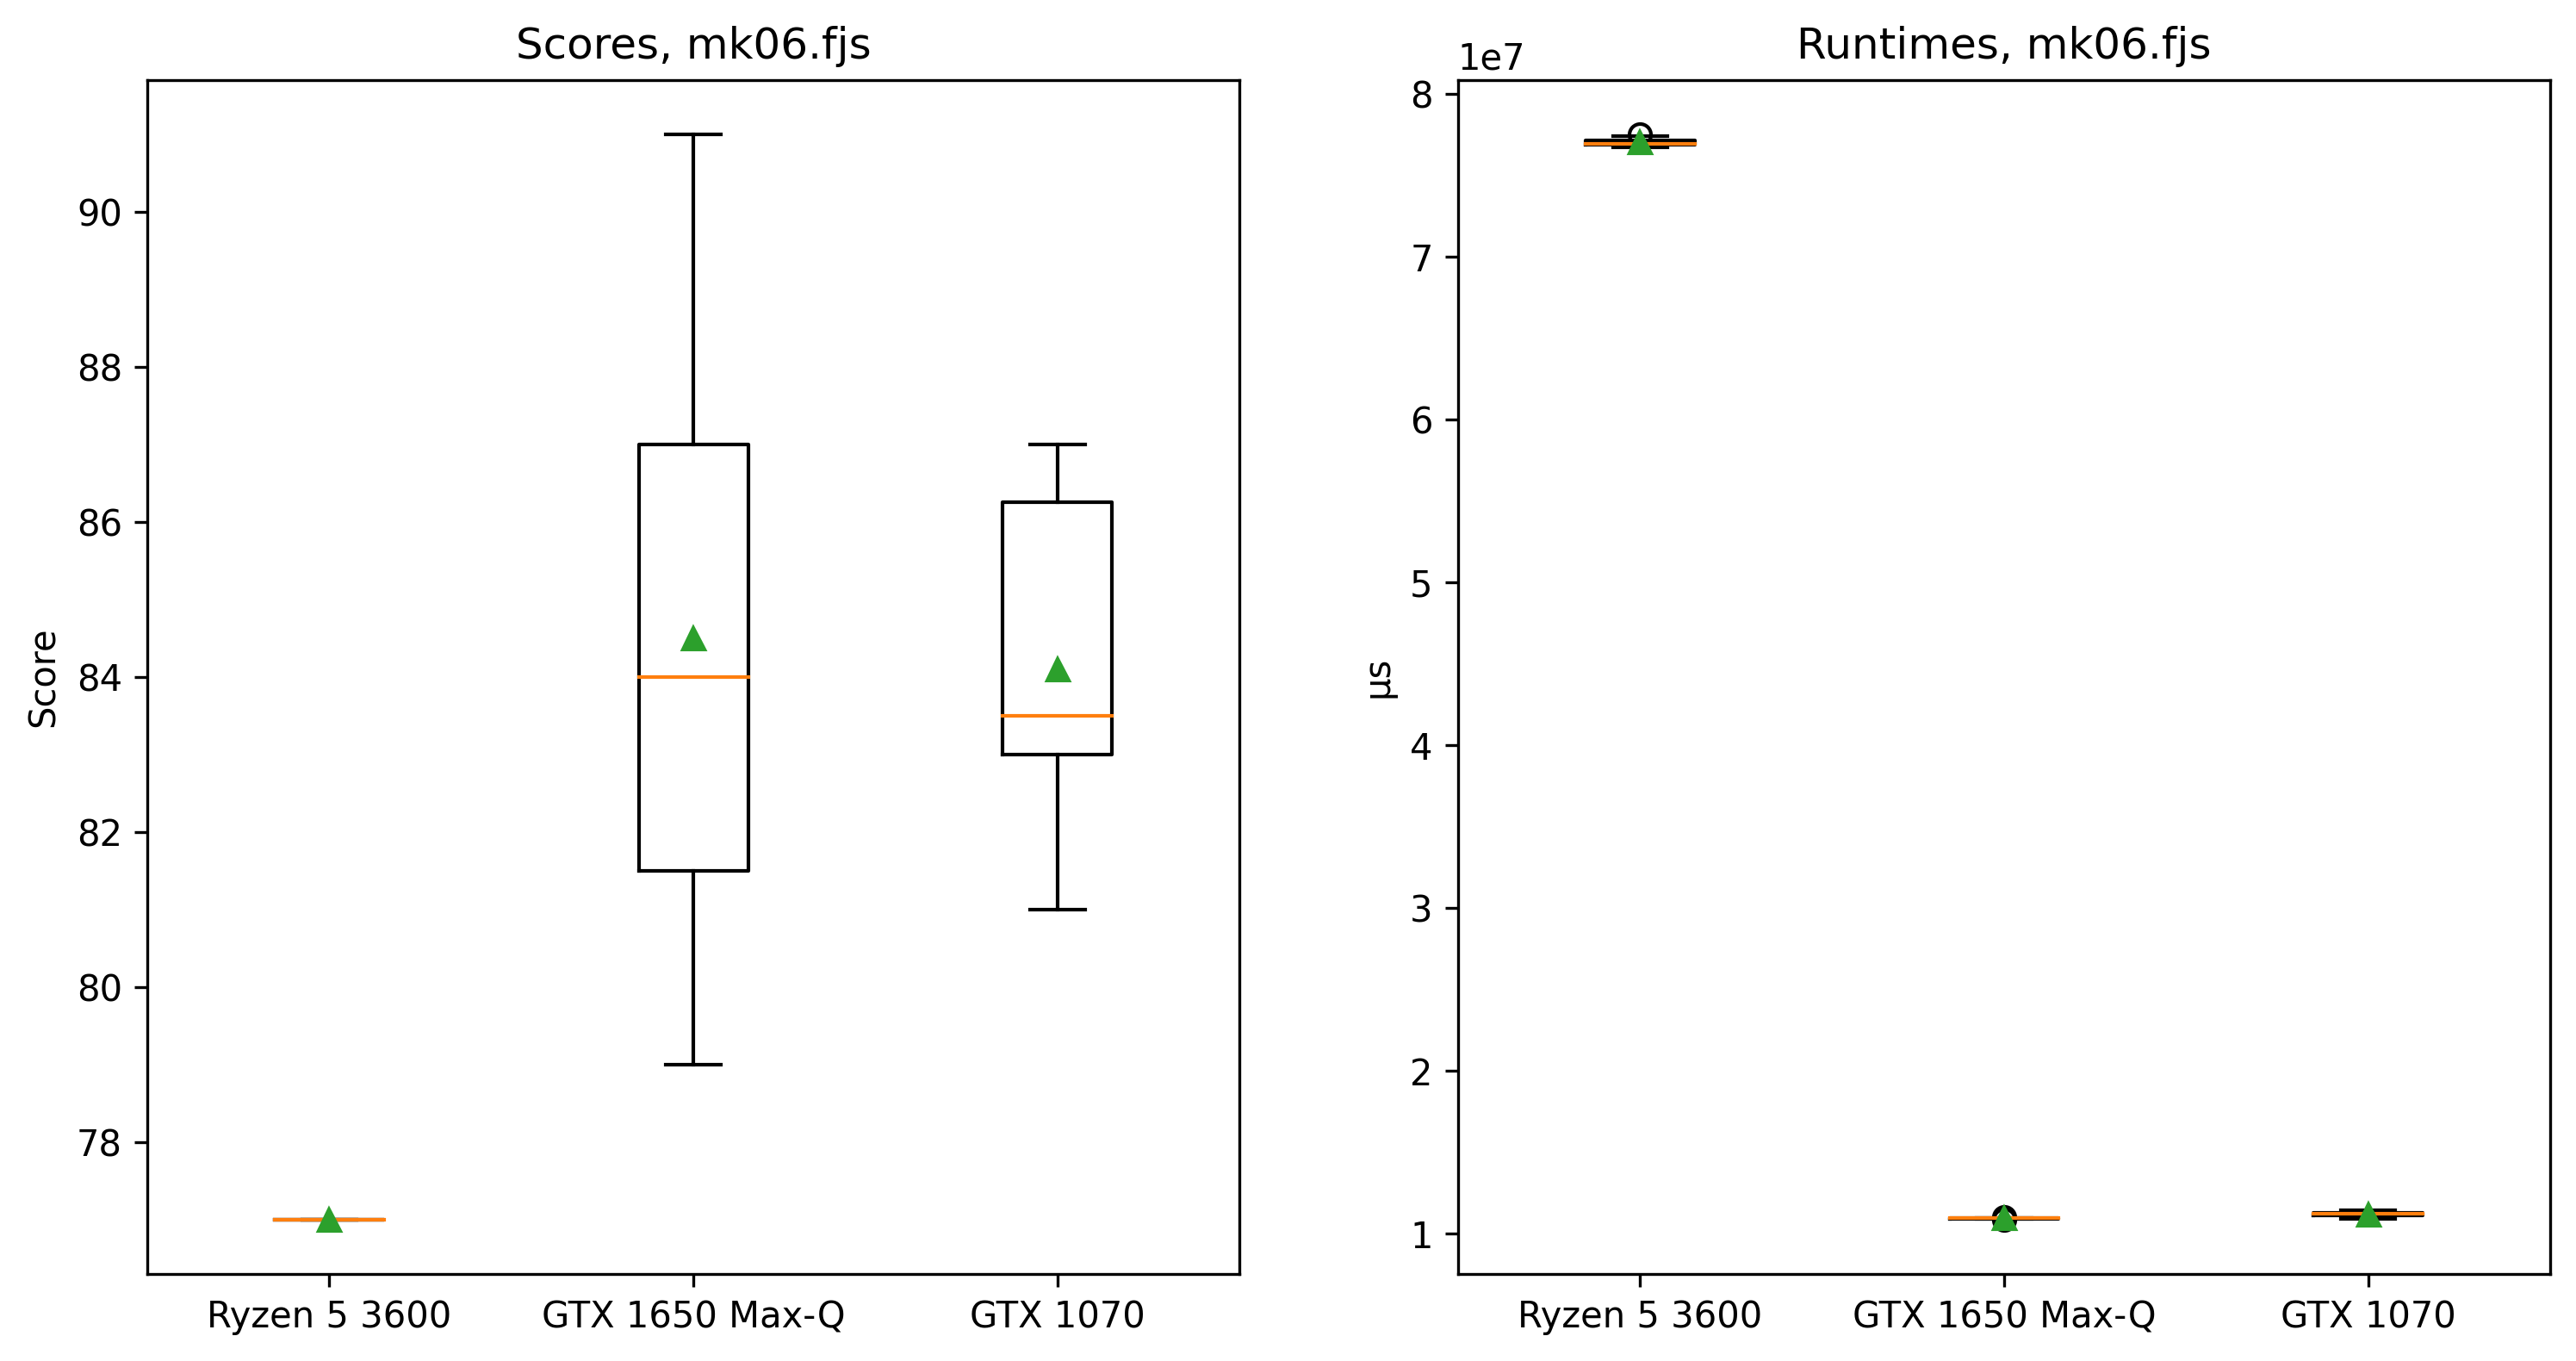 Scores, mk06.fjs
Score
90
88
86
84
82
80
78
Ryzen 5 3600 GTX 1650 Max-Q GTX 1070
Runtimes, mk06.fjs
1e7
µs
8
7
6
5
4
3
2
1
Ryzen 5 3600 GTX 1650 Max-Q GTX 1070